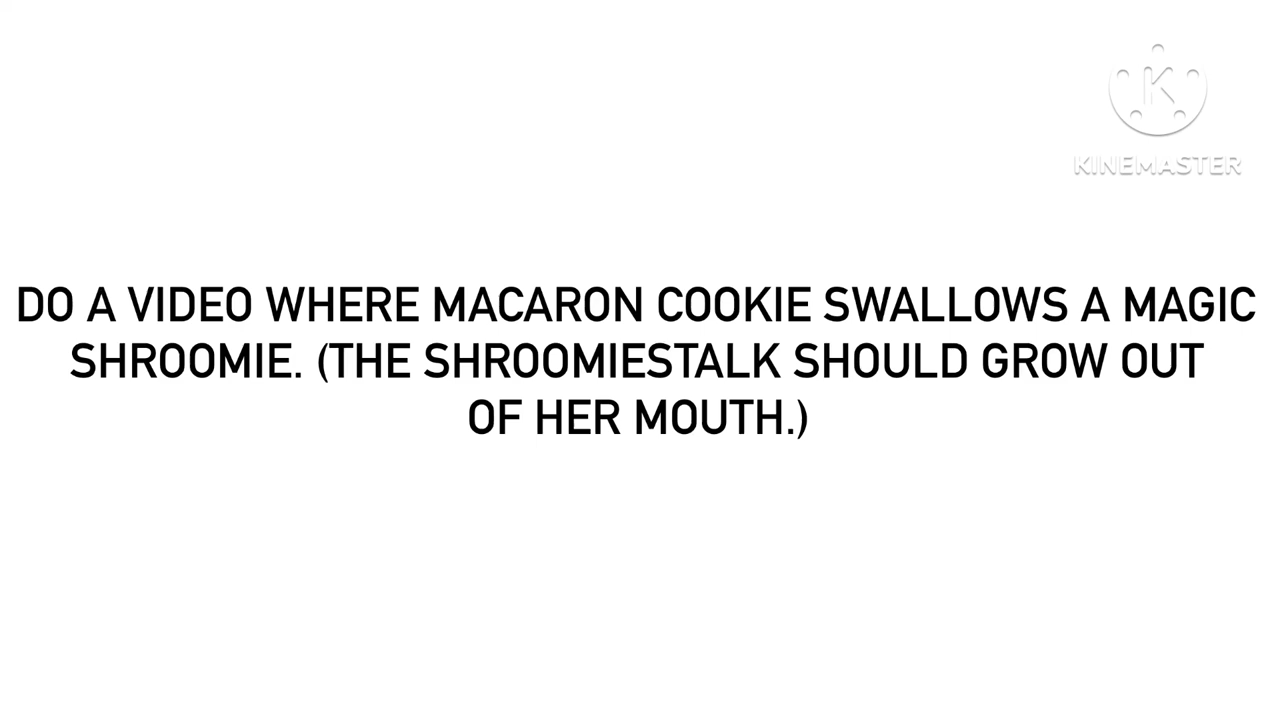 KINEMASTER
DO A VIDEO WHERE MACARON COOKIE SWALLOWS A MAGIC
SHROOMIE. (THE SHROOMIESTALK SHOULD GROW OUT
OF HER MOUTH.)